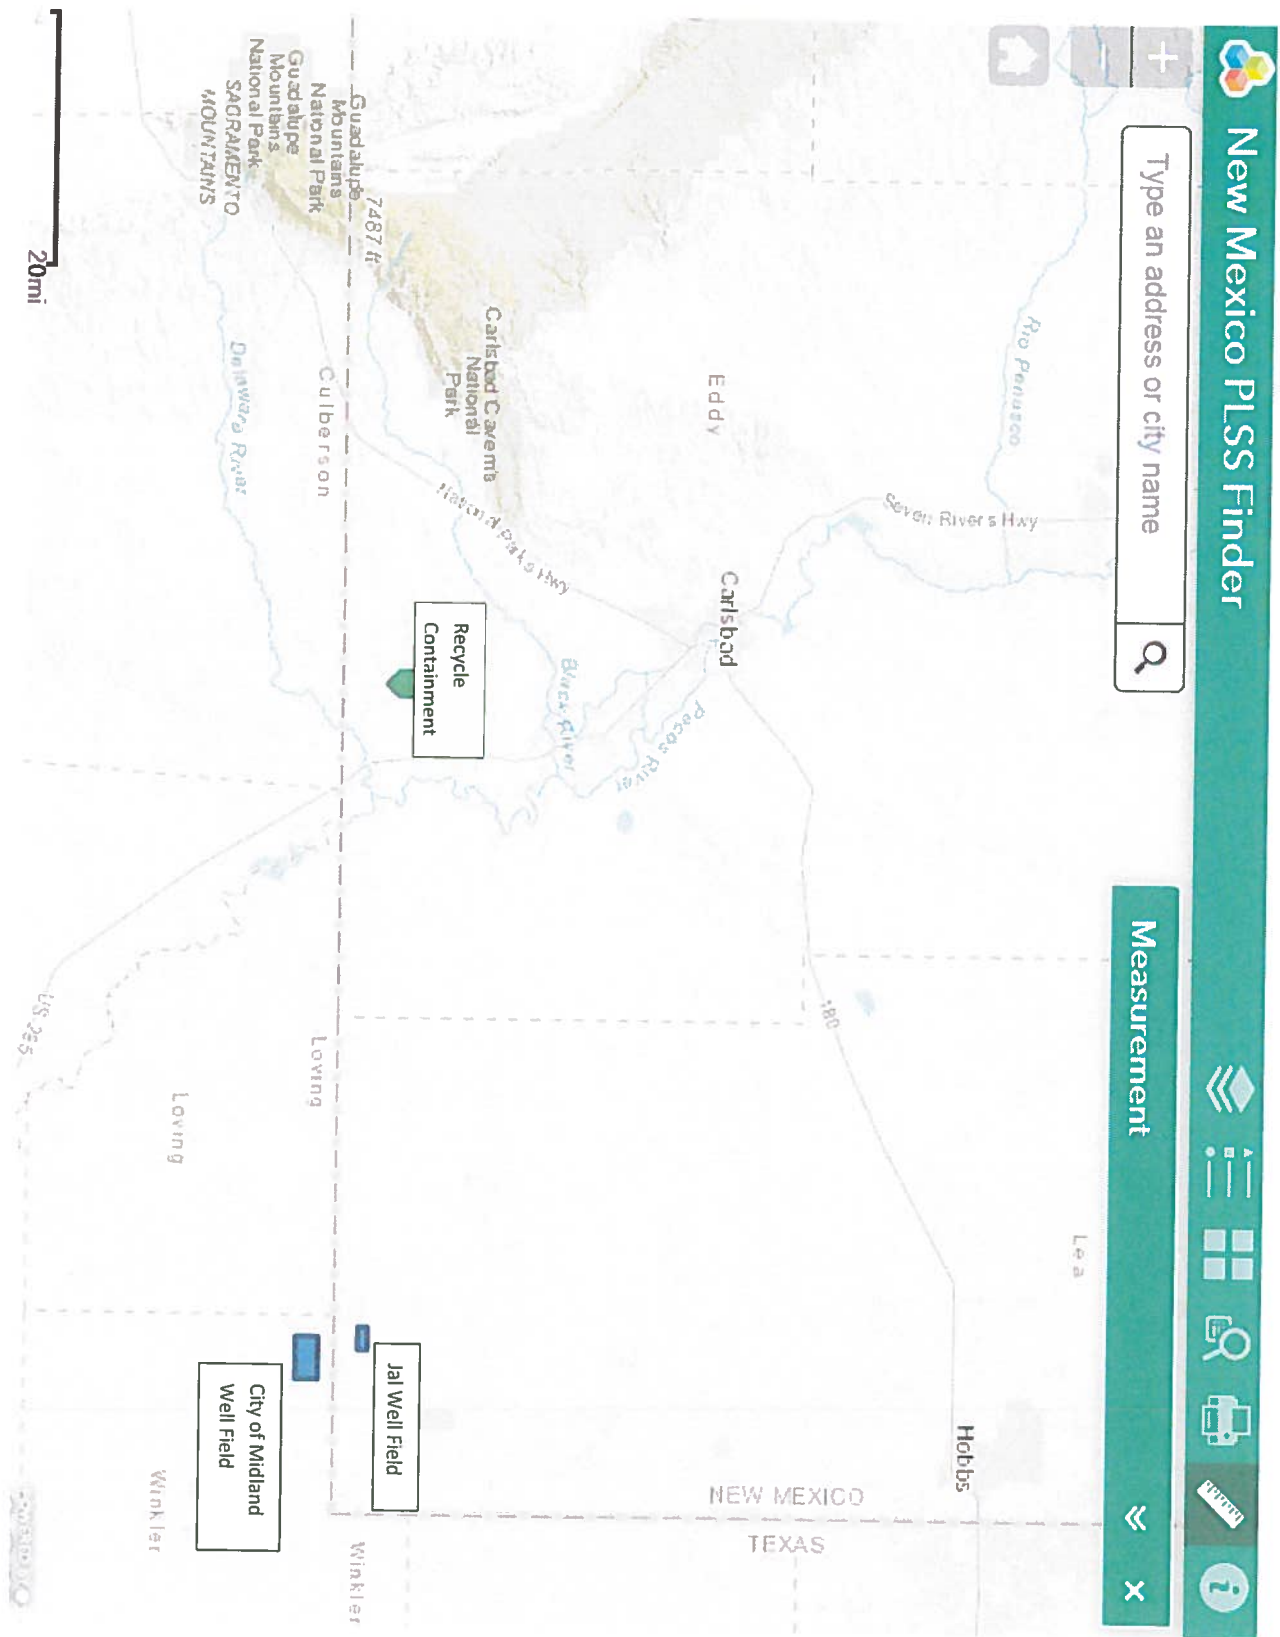 New Mexico PLSS Finder
Type an address or city name
Measurement
Rio Penasco
Seven Rivers Hwy
Eddy
Lea
Hobbs
180
Carlsbad
Pecos River
Black River
Carlsbad Caverns
National
Park
National Parks Hwy
NEW MEXICO
TEXAS
Recycle
Containment
Jal Well Field
7487 ft
Guadalupe
Mountains
National Park
Guadalupe
Mountains
National Park
SACRAMENTO
MOUNTAINS
Culberson
Delaware River
Loving
Loving
Winkler
City of Midland
Well Field
Winkler
US 285
20mi